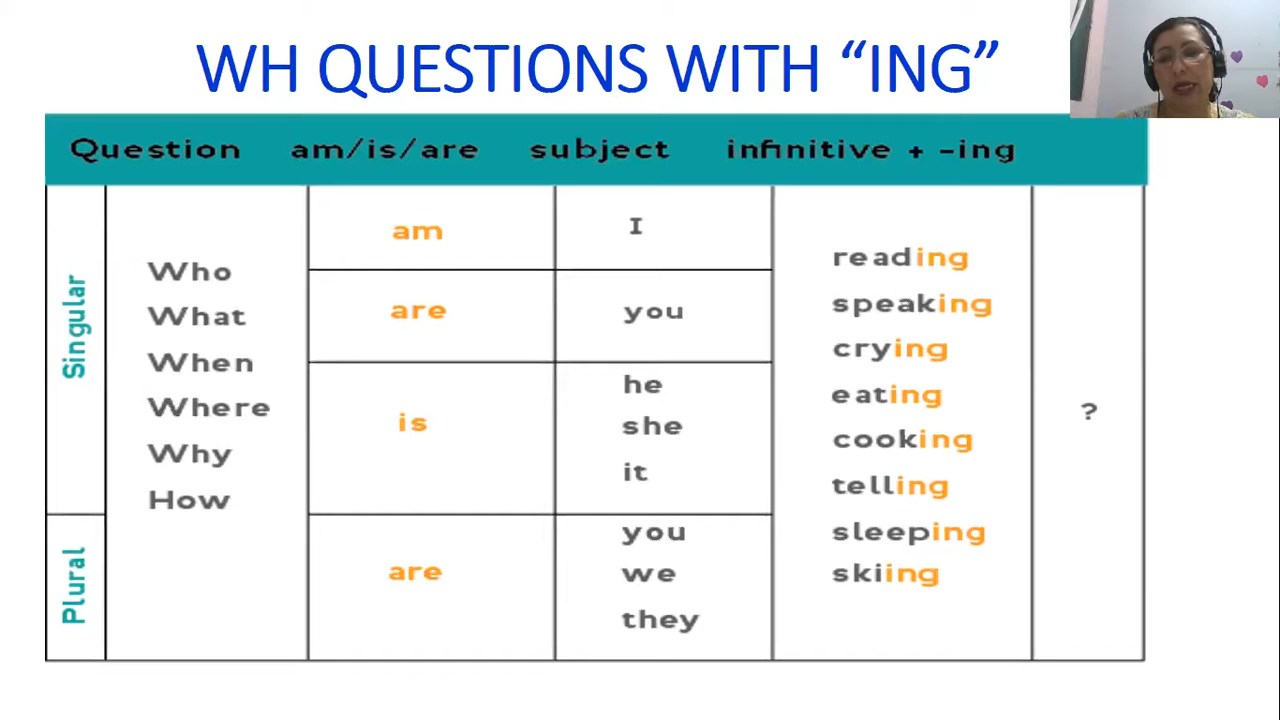 WH QUESTIONS WITH “ING”
Question am/is/are subject infinitive + -ing
Singular
Who
What
When
Where
Why
How
am
are
is
I
you
he
she
it
reading
speaking
crying
eating
cooking
telling
sleeping
skiing
?
Plural
are
you
we
they